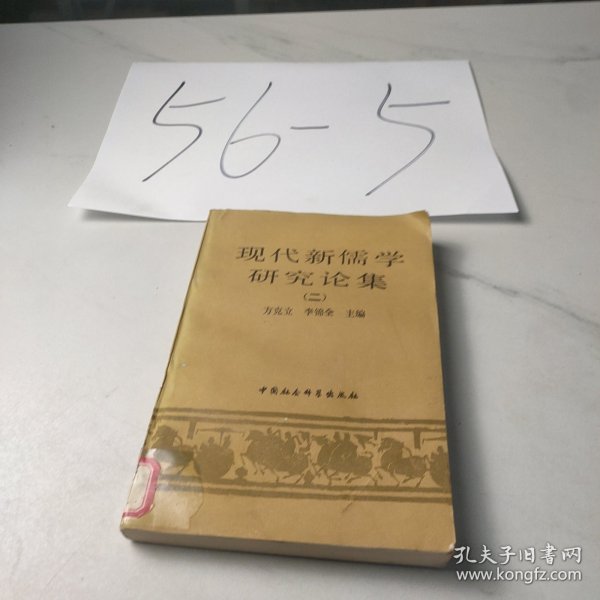 56-5
现代新儒学
研究论集
(二)
方克立 李锦全 主编
中国社会科学出版社
孔夫子旧书网
www.kongfz.com